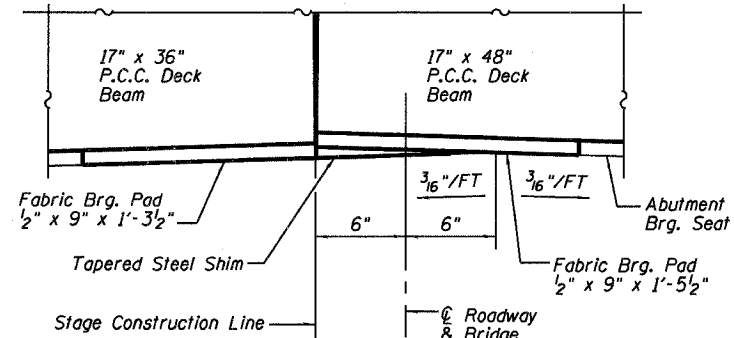 17" x 36"
P.C.C. Deck
Beam
17" x 48"
P.C.C. Deck
Beam
Fabric Brg. Pad
1/2" x 9" x 1'-3 1/2"
3/16"/FT
3/16"/FT
Abutment
Brg. Seat
6"
6"
Tapered Steel Shim
Fabric Brg. Pad
1/2" x 9" x 1'-5 1/2"
Stage Construction Line
℄ Roadway
& Bridge